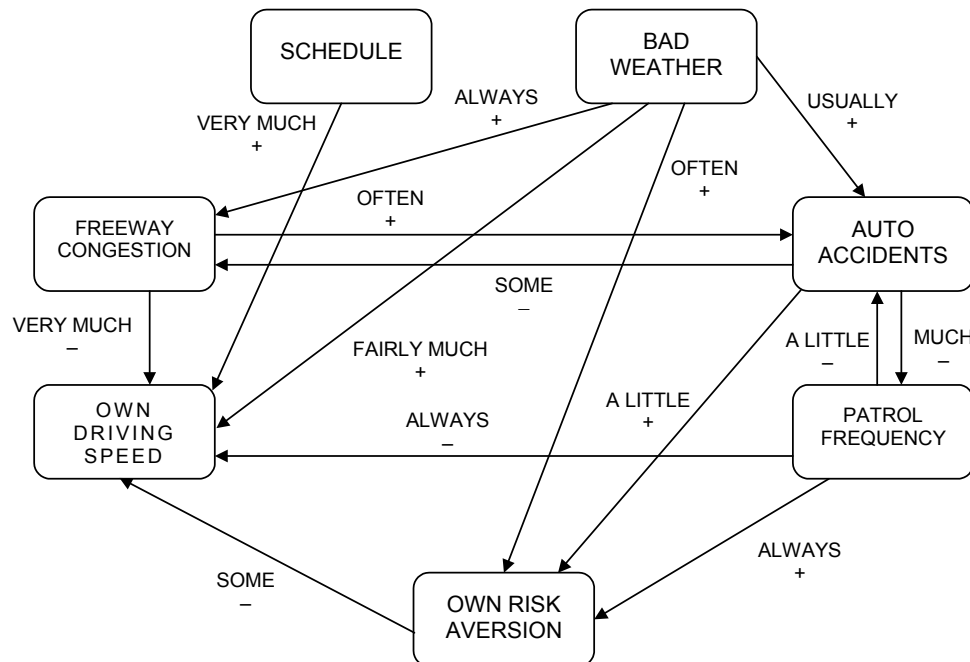 SCHEDULE
BAD
WEATHER
ALWAYS
+
USUALLY
+
VERY MUCH
+
OFTEN
+
OFTEN
+
FREEWAY
CONGESTION
AUTO
ACCIDENTS
SOME
–
VERY MUCH
–
FAIRLY MUCH
+
A LITTLE
–
MUCH
–
OWN
DRIVING
SPEED
ALWAYS
–
A LITTLE
+
PATROL
FREQUENCY
SOME
–
ALWAYS
+
OWN RISK
AVERSION